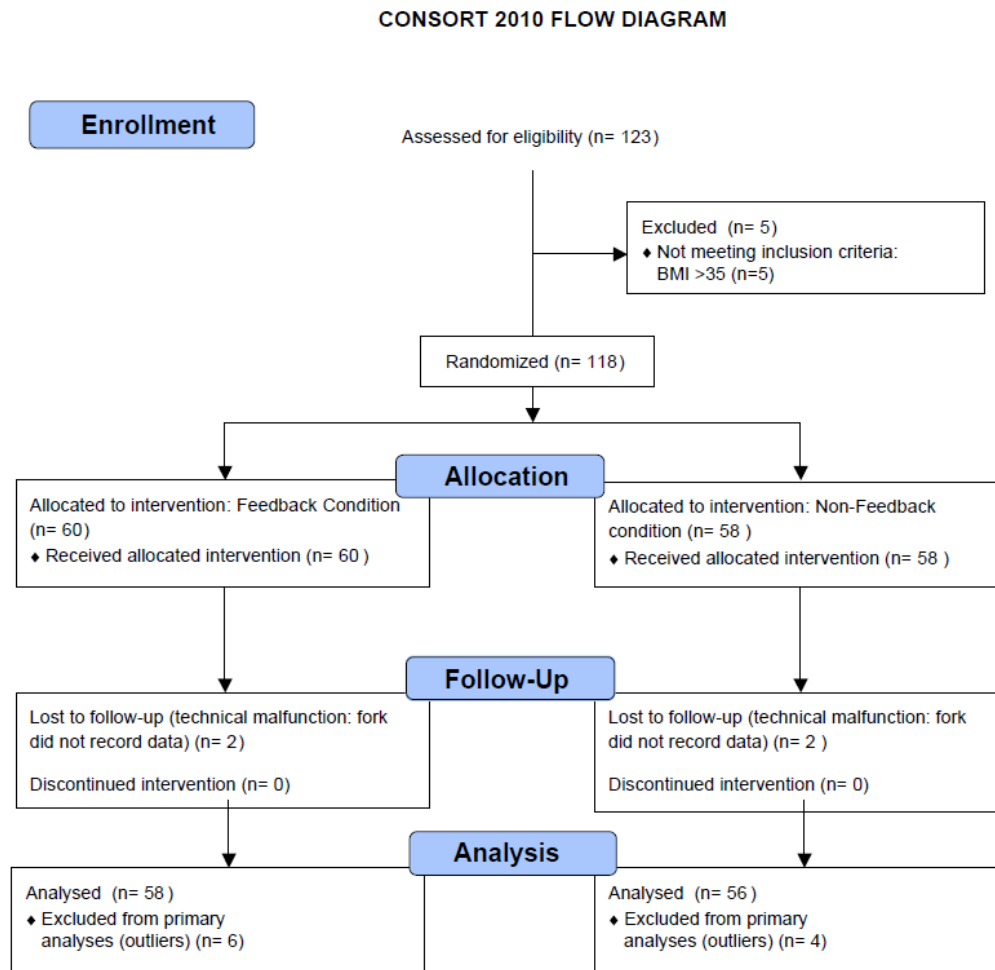 CONSORT 2010 FLOW DIAGRAM
Enrollment
Assessed for eligibility (n= 123)
Excluded (n= 5)
♦ Not meeting inclusion criteria:
BMI >35 (n=5)
Randomized (n= 118)
Allocation
Allocated to intervention: Feedback Condition
(n= 60)
♦ Received allocated intervention (n= 60 )
Allocated to intervention: Non-Feedback
condition (n= 58 )
♦ Received allocated intervention (n= 58 )
Follow-Up
Lost to follow-up (technical malfunction: fork
did not record data) (n= 2)
Discontinued intervention (n= 0)
Lost to follow-up (technical malfunction: fork
did not record data) (n= 2 )
Discontinued intervention (n= 0)
Analysis
Analysed (n= 58 )
♦ Excluded from primary
analyses (outliers) (n= 6)
Analysed (n= 56 )
♦ Excluded from primary
analyses (outliers) (n= 4)